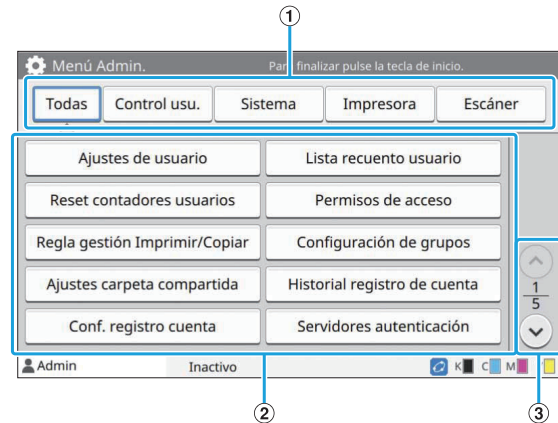 1
Menú Admin. Para finalizar pulse la tecla de inicio.
Todas Control usu. Sistema Impresora Escáner
Ajustes de usuario Lista recuento usuario
Reset contadores usuarios Permisos de acceso
Regla gestión Imprimir/Copiar Configuración de grupos
Ajustes carpeta compartida Historial registro de cuenta
1
5
Conf. registro cuenta Servidores autenticación
Admin Inactivo K C M
2 3